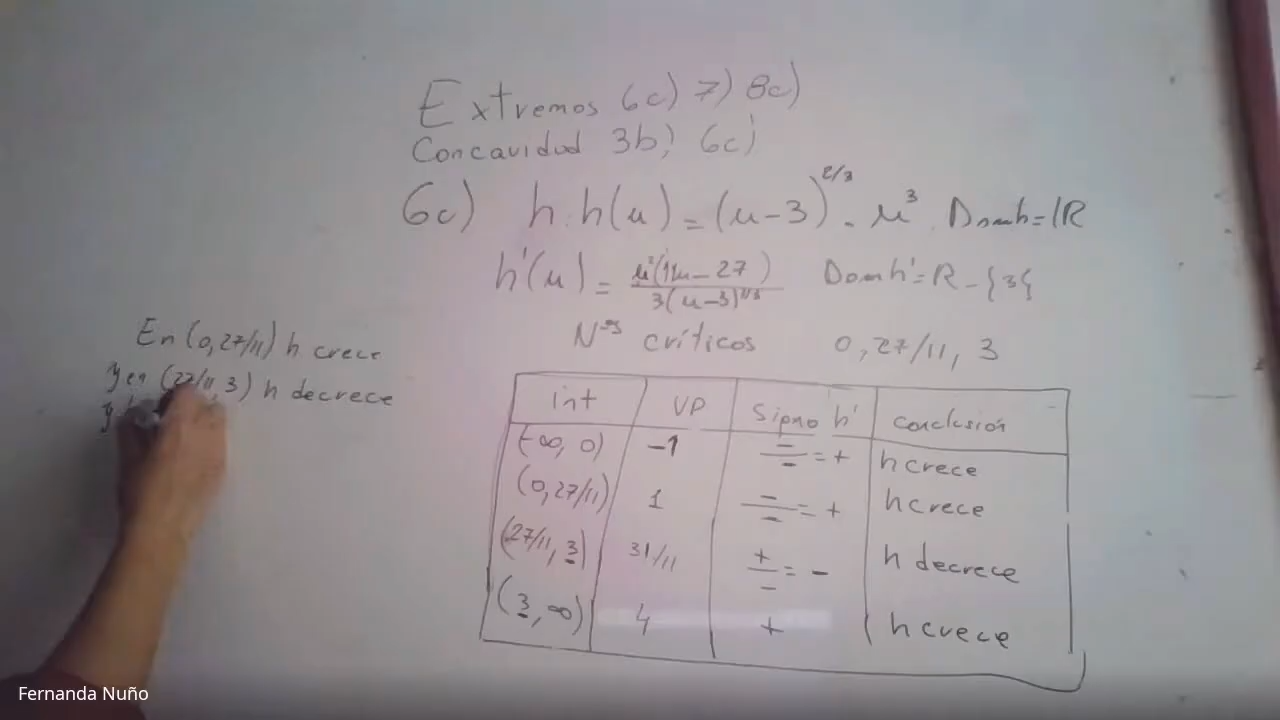 Extremos 6c) 7) 8c)
Concavidad 3b) 6c)
6c) h: h(u) = (u-3)^2/3 . u^3 Dom h = ℝ
h'(u) = u^2(11u-27) / 3(u-3)^1/3 Dom h' = R - {3}
N^os críticos 0, 27/11, 3
En (0, 27/11) h crece
y en (27/11, 3) h decrece
int VP Signo h' conclusión
(-∞, 0) -1 -/- = + h crece
(0, 27/11) 1 -/- = + h crece
(27/11, 3) 31/11 +/- = - h decrece
(3, ∞) 4 + h crece
Fernanda Nuño